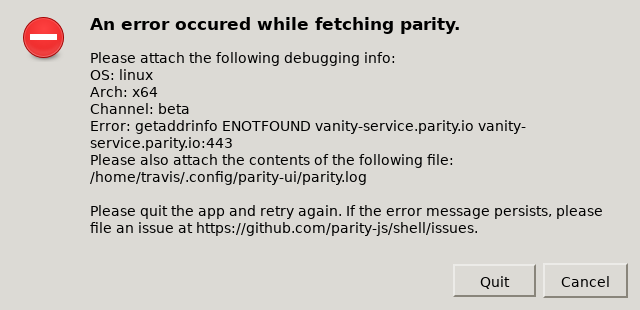 An error occured while fetching parity.
Please attach the following debugging info:
OS: linux
Arch: x64
Channel: beta
Error: getaddrinfo ENOTFOUND vanity-service.parity.io vanity-
service.parity.io:443
Please also attach the contents of the following file:
/home/travis/.config/parity-ui/parity.log
Please quit the app and retry again. If the error message persists, please
file an issue at https://github.com/parity-js/shell/issues.
Quit
Cancel